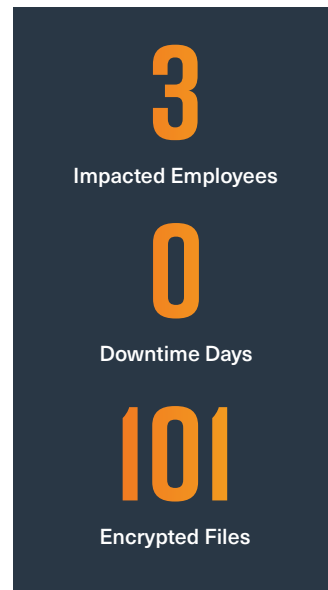 3
Impacted Employees
0
Downtime Days
101
Encrypted Files